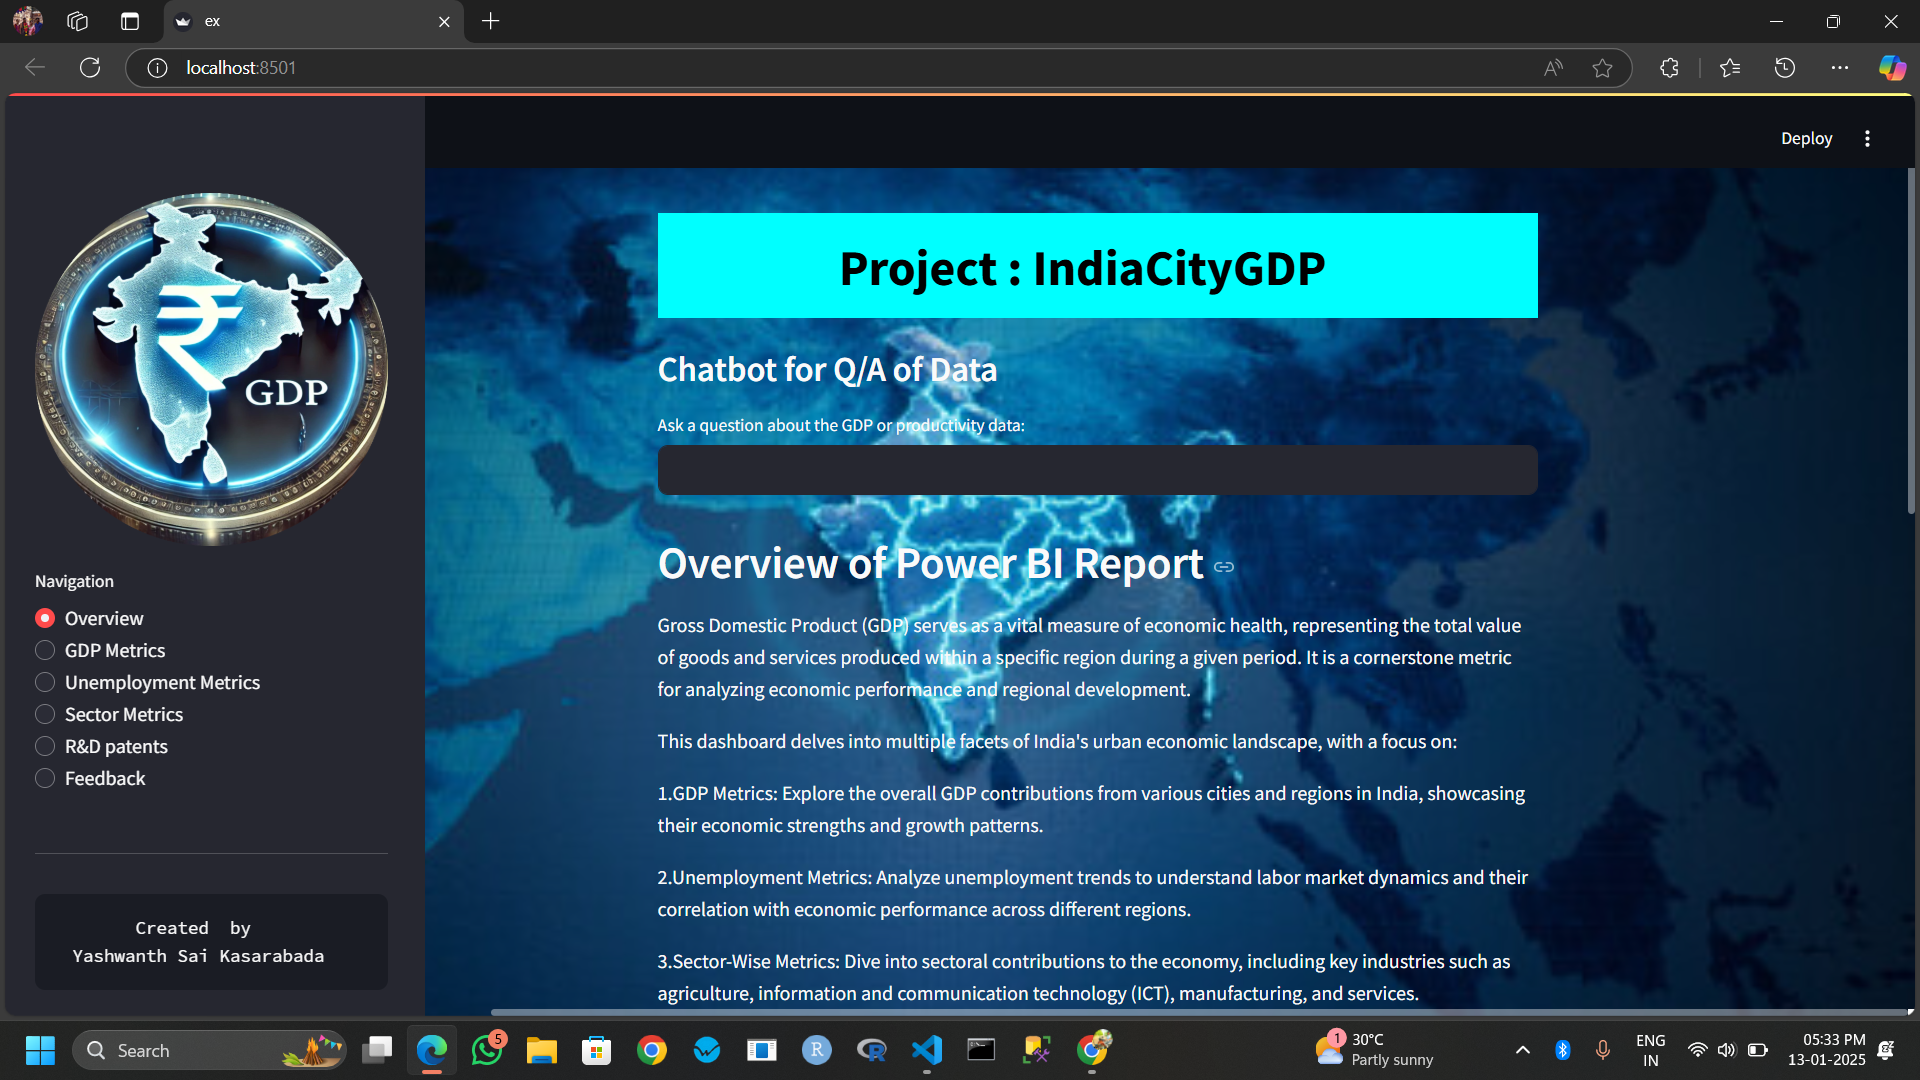 ex
localhost:8501
Deploy
GDP
Navigation
Overview
GDP Metrics
Unemployment Metrics
Sector Metrics
R&D patents
Feedback
Created  by
Yashwanth Sai Kasarabada
Project : IndiaCityGDP
Chatbot for Q/A of Data
Ask a question about the GDP or productivity data:
Overview of Power BI Report
Gross Domestic Product (GDP) serves as a vital measure of economic health, representing the total value
of goods and services produced within a specific region during a given period. It is a cornerstone metric
for analyzing economic performance and regional development.
This dashboard delves into multiple facets of India's urban economic landscape, with a focus on:
1.GDP Metrics: Explore the overall GDP contributions from various cities and regions in India, showcasing
their economic strengths and growth patterns.
2.Unemployment Metrics: Analyze unemployment trends to understand labor market dynamics and their
correlation with economic performance across different regions.
3.Sector-Wise Metrics: Dive into sectoral contributions to the economy, including key industries such as
agriculture, information and communication technology (ICT), manufacturing, and services.
Search
5
1
30°C
Partly sunny
ENG
IN
05:33 PM
13-01-2025